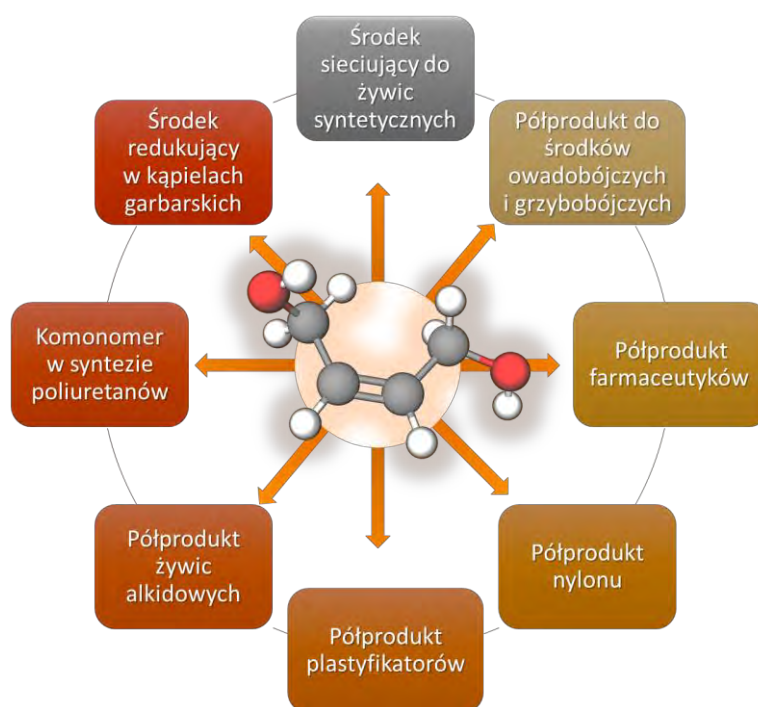 Środek
sieciujący do
żywic
syntetycznych
Półprodukt do
środków
owadobójczych
i grzybobójczych
Półprodukt
farmaceutyków
Półprodukt
nylonu
Półprodukt
plastyfikatorów
Półprodukt
żywic
alkidowych
Komonomer
w syntezie
poliuretanów
Środek
redukujący
w kąpielach
garbarskich